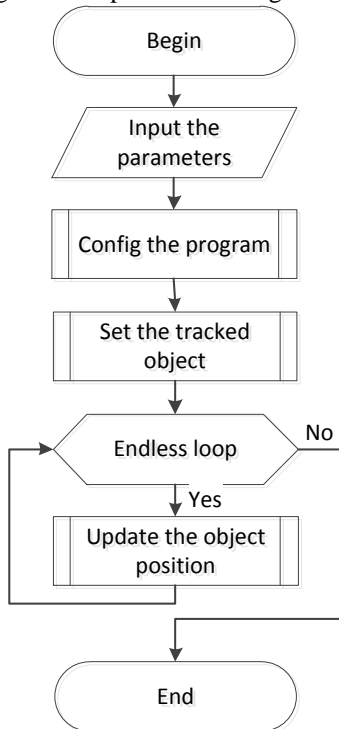 Begin
Input the
parameters
Config the program
Set the tracked
object
Endless loop
No
Yes
Update the object
position
End